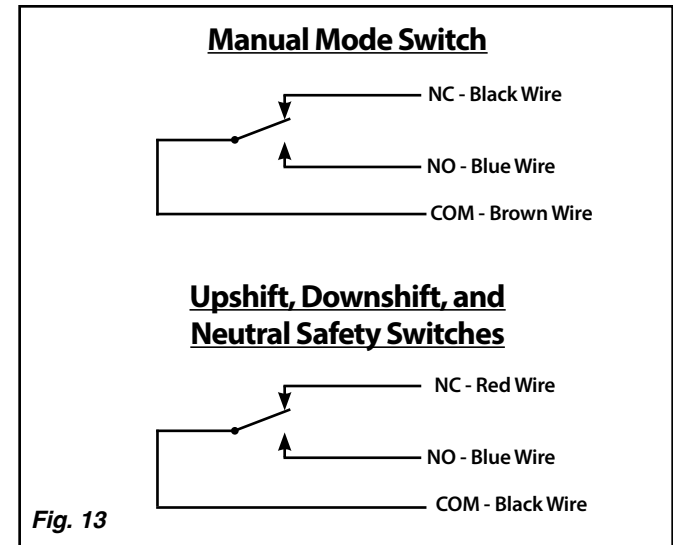 Manual Mode Switch
NC - Black Wire
NO - Blue Wire
COM - Brown Wire
Upshift, Downshift, and
Neutral Safety Switches
NC - Red Wire
NO - Blue Wire
COM - Black Wire
Fig. 13